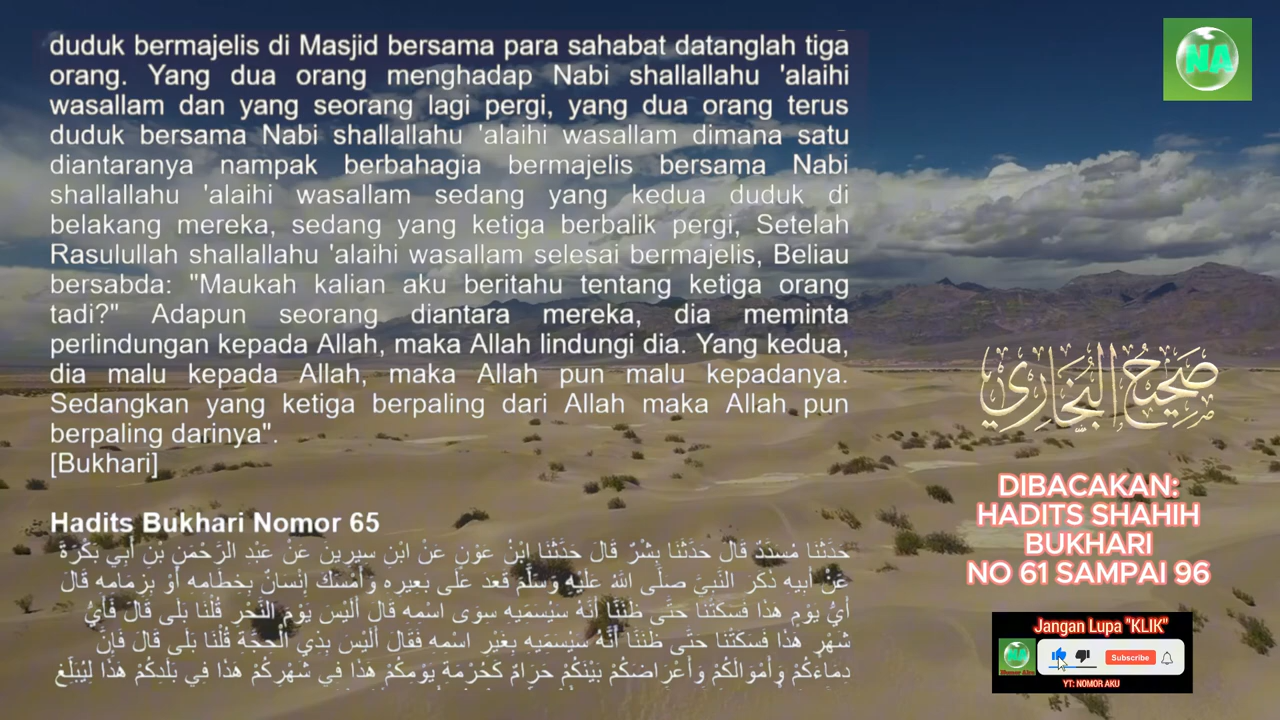 duduk bermajelis di Masjid bersama para sahabat datanglah tiga
orang. Yang dua orang menghadap Nabi shallallahu 'alaihi
wasallam dan yang seorang lagi pergi, yang dua orang terus
duduk bersama Nabi shallallahu 'alaihi wasallam dimana satu
diantaranya nampak berbahagia bermajelis bersama Nabi
shallallahu 'alaihi wasallam sedang yang kedua duduk di
belakang mereka, sedang yang ketiga berbalik pergi, Setelah
Rasulullah shallallahu 'alaihi wasallam selesai bermajelis, Beliau
bersabda: "Maukah kalian aku beritahu tentang ketiga orang
tadi?" Adapun seorang diantara mereka, dia meminta
perlindungan kepada Allah, maka Allah lindungi dia. Yang kedua,
dia malu kepada Allah, maka Allah pun malu kepadanya.
Sedangkan yang ketiga berpaling dari Allah maka Allah pun
berpaling darinya".
[Bukhari]
Hadits Bukhari Nomor 65
حَدَّثَنَا مُسَدَّدٌ قَالَ حَدَّثَنَا بِشْرٌ قَالَ حَدَّثَنَا ابْنُ عَوْنٍ عَنْ ابْنِ سِيرِينَ عَنْ عَبْدِ الرَّحْمَنِ بْنِ أَبِي بَكْرَةَ
عَنْ أَبِيهِ ذَكَرَ النَّبِيَّ صَلَّى اللَّهُ عَلَيْهِ وَسَلَّمَ قَعَدَ عَلَى بَعِيرِهِ وَأَمْسَكَ إِنْسَانٌ بِخِطَامِهِ أَوْ بِزِمَامِهِ قَالَ
أَيُّ يَوْمٍ هَذَا فَسَكَتْنَا حَتَّى ظَنَنَّا أَنَّهُ سَيُسَمِّيهِ سِوَى اسْمِهِ قَالَ أَلَيْسَ يَوْمَ النَّحْرِ قُلْنَا بَلَى قَالَ فَأَيُّ
شَهْرٍ هَذَا فَسَكَتْنَا حَتَّى ظَنَنَّا أَنَّهُ سَيُسَمِّيهِ بِغَيْرِ اسْمِهِ فَقَالَ أَلَيْسَ بِذِي الْحِجَّةِ قُلْنَا بَلَى قَالَ فَإِنَّ
دِمَاءَكُمْ وَأَمْوَالَكُمْ وَأَعْرَاضَكُمْ بَيْنَكُمْ حَرَامٌ كَحُرْمَةِ يَوْمِكُمْ هَذَا فِي شَهْرِكُمْ هَذَا فِي بَلَدِكُمْ هَذَا لِيُبَلِّغَ
NA
صَحِيحُ البُخَارِي
DIBACAKAN:
HADITS SHAHIH
BUKHARI
NO 61 SAMPAI 96
Jangan Lupa "KLIK"
Subscribe
YT: NOMOR AKU